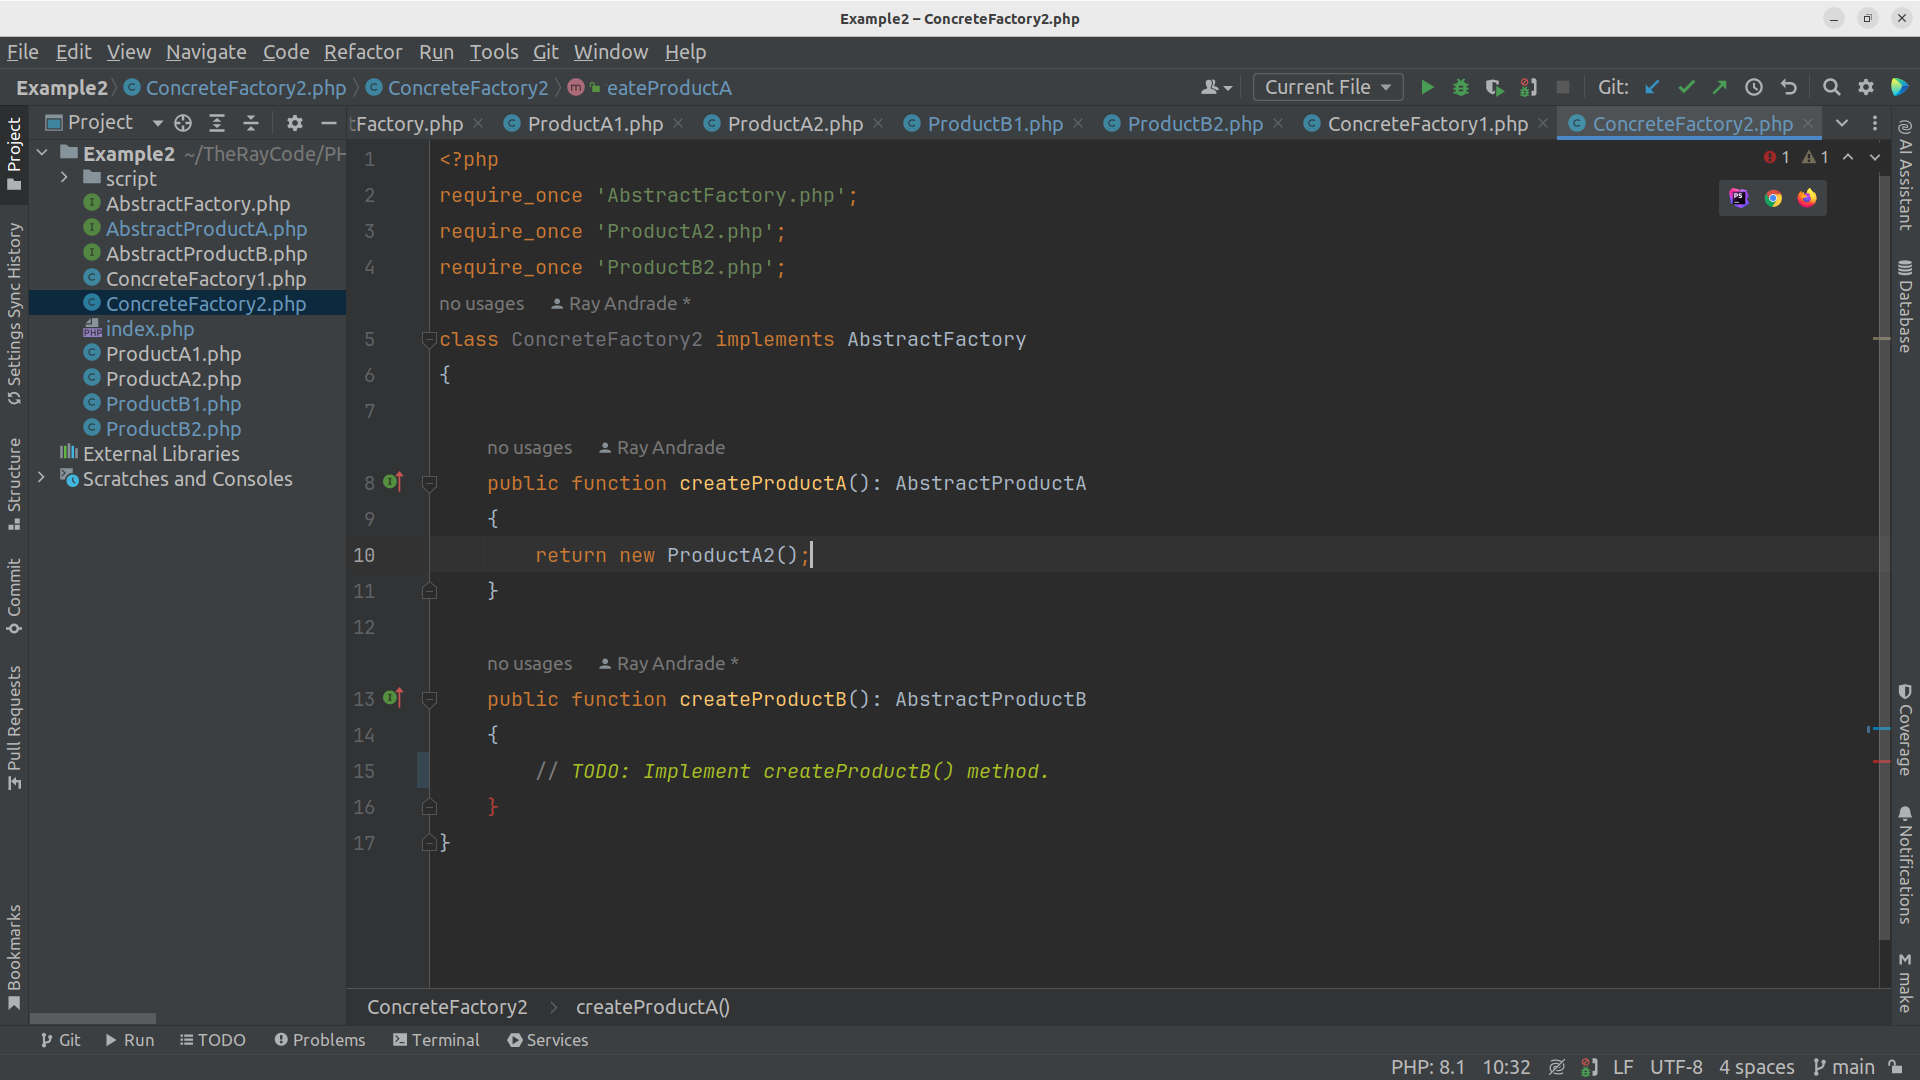 Example2 – ConcreteFactory2.php
File Edit View Navigate Code Refactor Run Tools Git Window Help
Example2 ConcreteFactory2.php ConcreteFactory2 m eateProductA
Current File Git:
Project
tFactory.php ProductA1.php ProductA2.php ProductB1.php ProductB2.php ConcreteFactory1.php ConcreteFactory2.php
Example2 ~/TheRayCode/PH
script
AbstractFactory.php
AbstractProductA.php
AbstractProductB.php
ConcreteFactory1.php
ConcreteFactory2.php
index.php
ProductA1.php
ProductA2.php
ProductB1.php
ProductB2.php
External Libraries
Scratches and Consoles
Project
Settings Sync History
Structure
Commit
Pull Requests
Bookmarks
1 <?php
2 require_once 'AbstractFactory.php';
3 require_once 'ProductA2.php';
4 require_once 'ProductB2.php';
no usages Ray Andrade *
5 class ConcreteFactory2 implements AbstractFactory
6 {
7
no usages Ray Andrade
8 public function createProductA(): AbstractProductA
9 {
10 return new ProductA2();
11 }
12
no usages Ray Andrade *
13 public function createProductB(): AbstractProductB
14 {
15 // TODO: Implement createProductB() method.
16 }
17 }
1 1
AI Assistant
Database
Coverage
Notifications
M make
ConcreteFactory2 createProductA()
Git Run TODO Problems Terminal Services
PHP: 8.1 10:32 LF UTF-8 4 spaces main